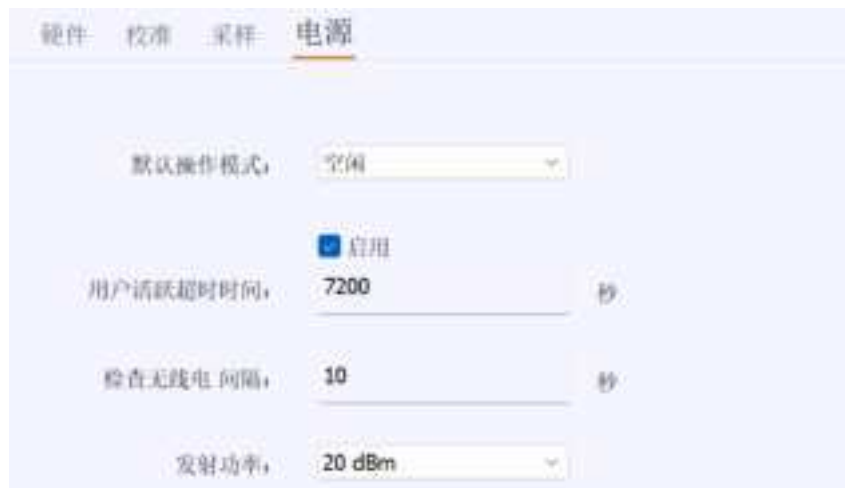 硬件 校准 采样 电源
默认操作模式： 空闲
启用
用户活跃超时时间： 7200 秒
检查无线电 间隔： 10 秒
发射功率： 20 dBm